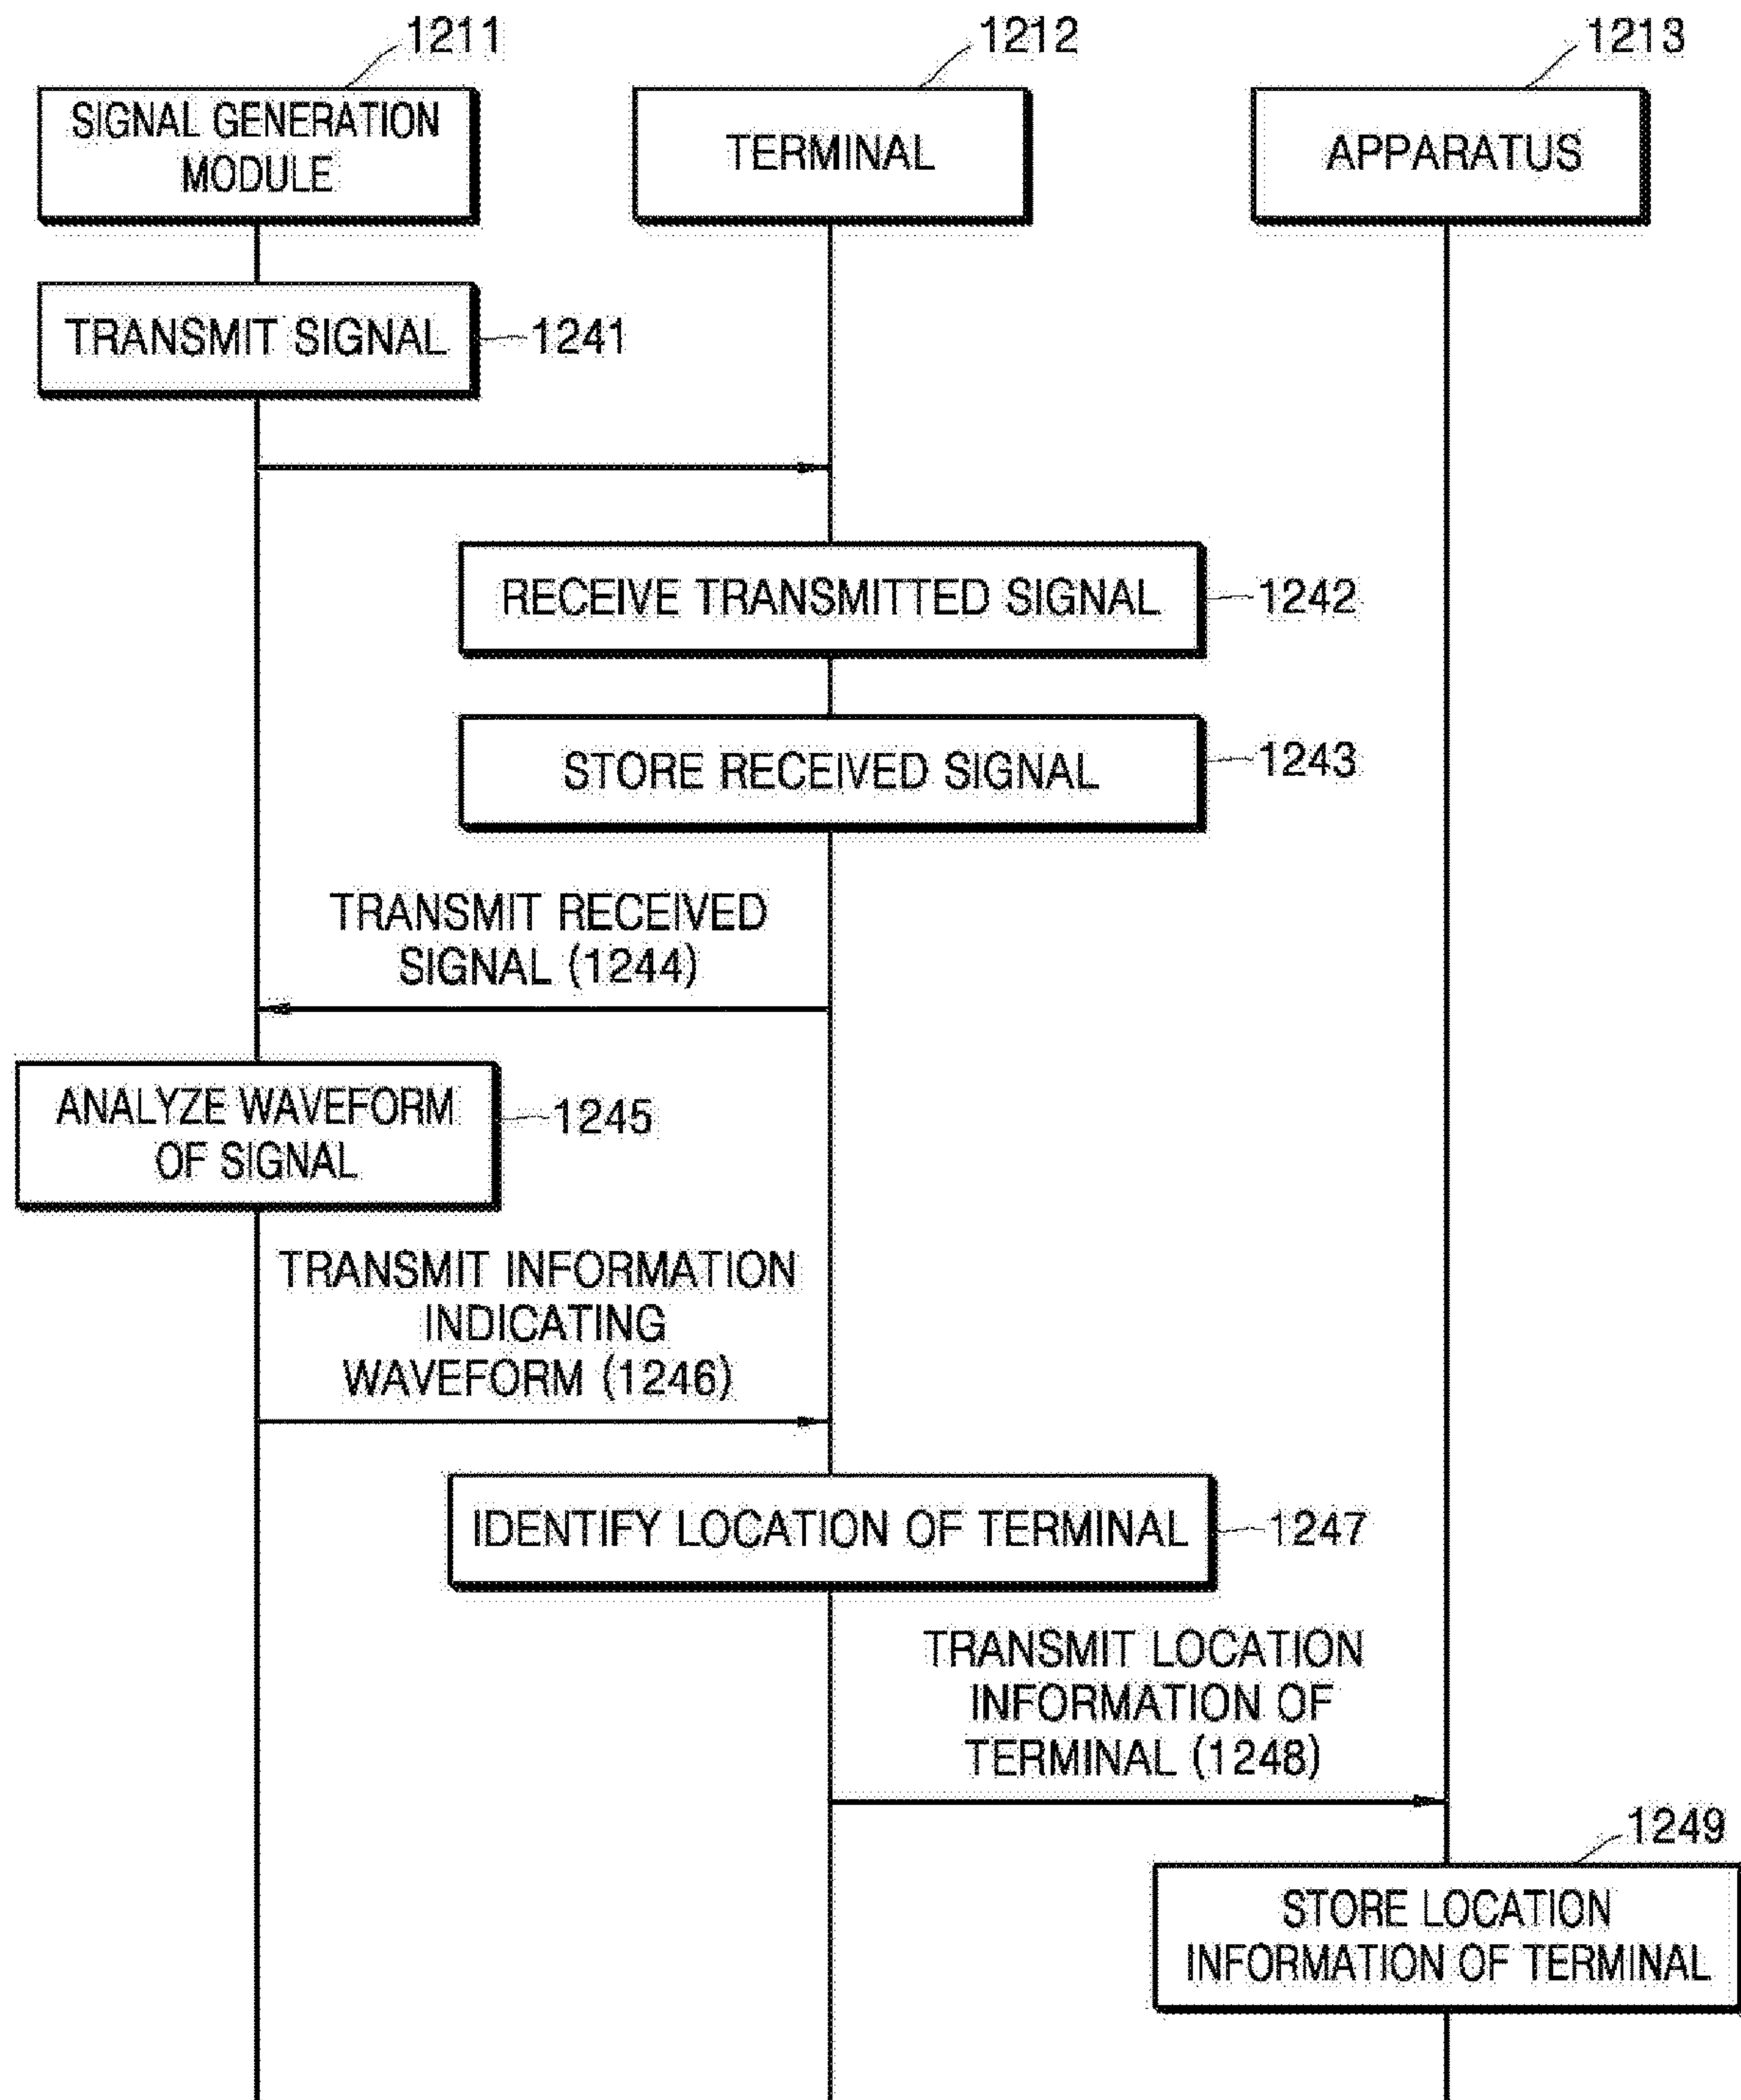 1211
1212
1213
SIGNAL GENERATION
MODULE
TERMINAL
APPARATUS
TRANSMIT SIGNAL
1241
RECEIVE TRANSMITTED SIGNAL
1242
STORE RECEIVED SIGNAL
1243
TRANSMIT RECEIVED
SIGNAL (1244)
ANALYZE WAVEFORM
OF SIGNAL
1245
TRANSMIT INFORMATION
INDICATING
WAVEFORM (1246)
IDENTIFY LOCATION OF TERMINAL
1247
TRANSMIT LOCATION
INFORMATION OF
TERMINAL (1248)
1249
STORE LOCATION
INFORMATION OF TERMINAL